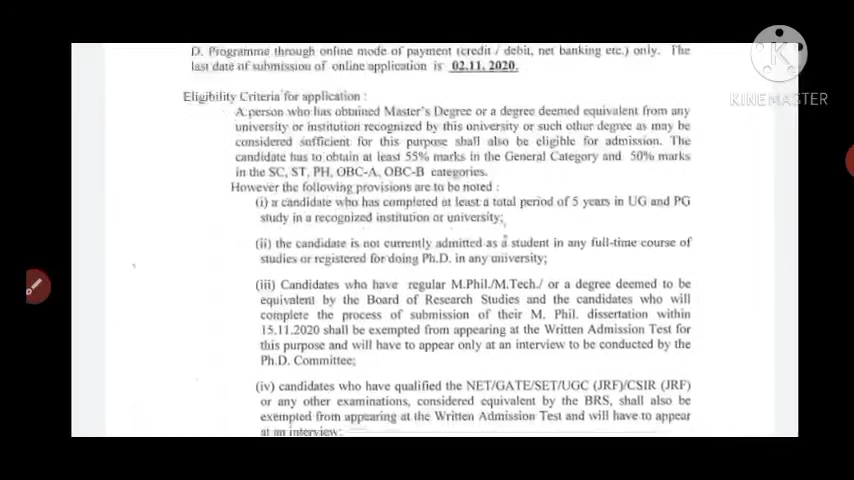 D. Programme through online mode of payment (credit / debit, net banking etc.) only. The
last date of submission of online application is 02.11. 2020.
Eligibility Criteria for application :
A person who has obtained Master's Degree or a degree deemed equivalent from any
university or institution recognized by this university or such other degree as may be
considered sufficient for this purpose shall also be eligible for admission. The
candidate has to obtain at least 55% marks in the General Category and 50% marks
in the SC, ST, PH, OBC-A, OBC-B categories.
However the following provisions are to be noted :
(i) a candidate who has completed at least a total period of 5 years in UG and PG
study in a recognized institution or university;
(ii) the candidate is not currently admitted as a student in any full-time course of
studies or registered for doing Ph.D. in any university;
(iii) Candidates who have regular M.Phil./M.Tech./ or a degree deemed to be
equivalent by the Board of Research Studies and the candidates who will
complete the process of submission of their M. Phil. dissertation within
15.11.2020 shall be exempted from appearing at the Written Admission Test for
this purpose and will have to appear only at an interview to be conducted by the
Ph.D. Committee;
(iv) candidates who have qualified the NET/GATE/SET/UGC (JRF)/CSIR (JRF)
or any other examinations, considered equivalent by the BRS, shall also be
exempted from appearing at the Written Admission Test and will have to appear
at an interview;
KINEMASTER